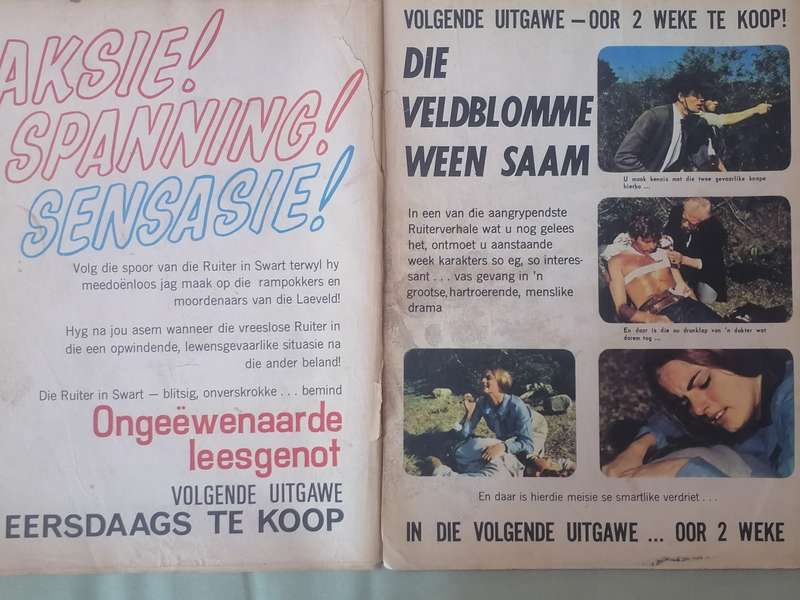 AKSIE!
SPANNING!
SENSASIE!
Volg die spoor van die Ruiter in Swart terwyl hy
meedoënloos jag maak op die rampokkers en
moordenaars van die Laeveld!
Hyg na jou asem wanneer die vreeslose Ruiter in
die een opwindende, lewensgevaarlike situasie na
die ander beland!
Die Ruiter in Swart — blitsig, onverskrokke . . . bemind
Ongeëwenaarde
leesgenot
VOLGENDE UITGAWE
EERSDAAGS TE KOOP
VOLGENDE UITGAWE — OOR 2 WEKE TE KOOP!
DIE
VELDBLOMME
WEEN SAAM
U maak kennis met die twee gevaarlike knape
hierbo ...
In een van die aangrypendste
Ruiterverhale wat u nog gelees
het, ontmoet u aanstaande
week karakters so eg, so interes-
sant . . . vas gevang in 'n
grootse, hartroerende, menslike
drama
En daar is die ou dronklap van 'n dokter wat
darem tog ...
En daar is hierdie meisie se smartlike verdriet . . .
IN DIE VOLGENDE UITGAWE ... OOR 2 WEKE